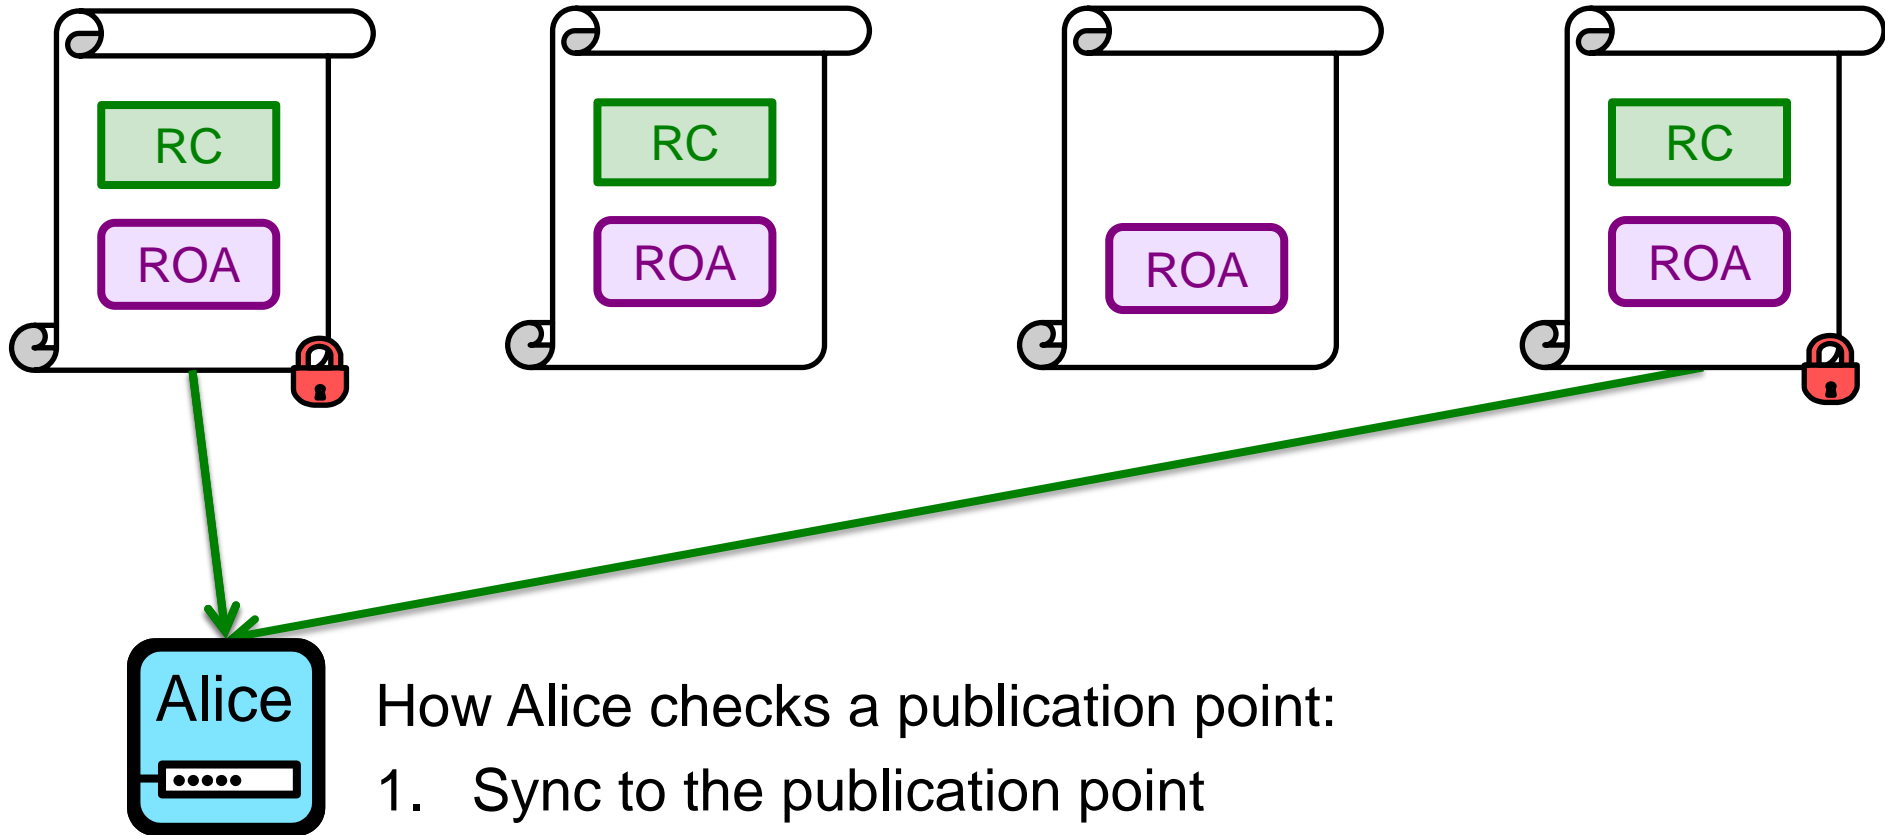 RC
ROA
RC
ROA
ROA
RC
ROA
Alice
How Alice checks a publication point:
1. Sync to the publication point